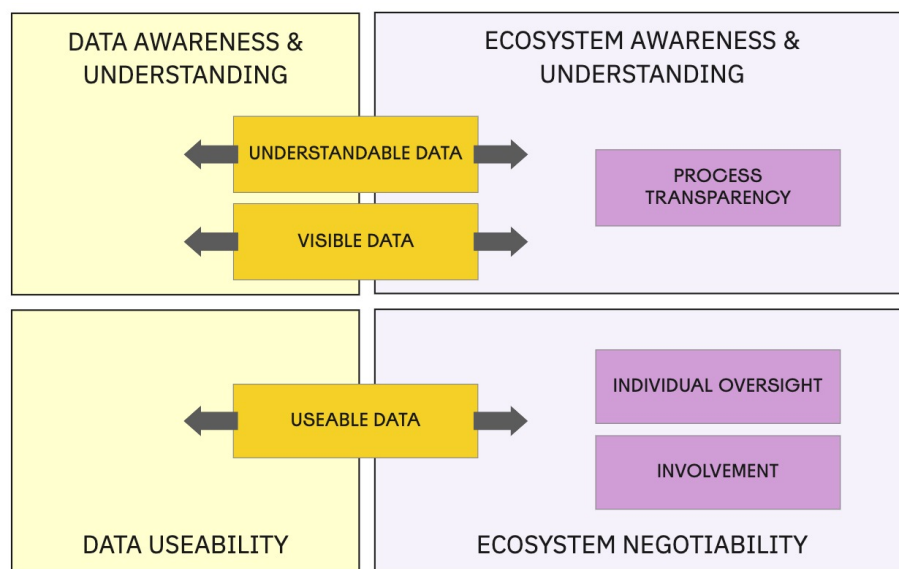 DATA AWARENESS &
UNDERSTANDING
ECOSYSTEM AWARENESS &
UNDERSTANDING
UNDERSTANDABLE DATA
PROCESS
TRANSPARENCY
VISIBLE DATA
INDIVIDUAL OVERSIGHT
USEABLE DATA
INVOLVEMENT
DATA USEABILITY
ECOSYSTEM NEGOTIABILITY